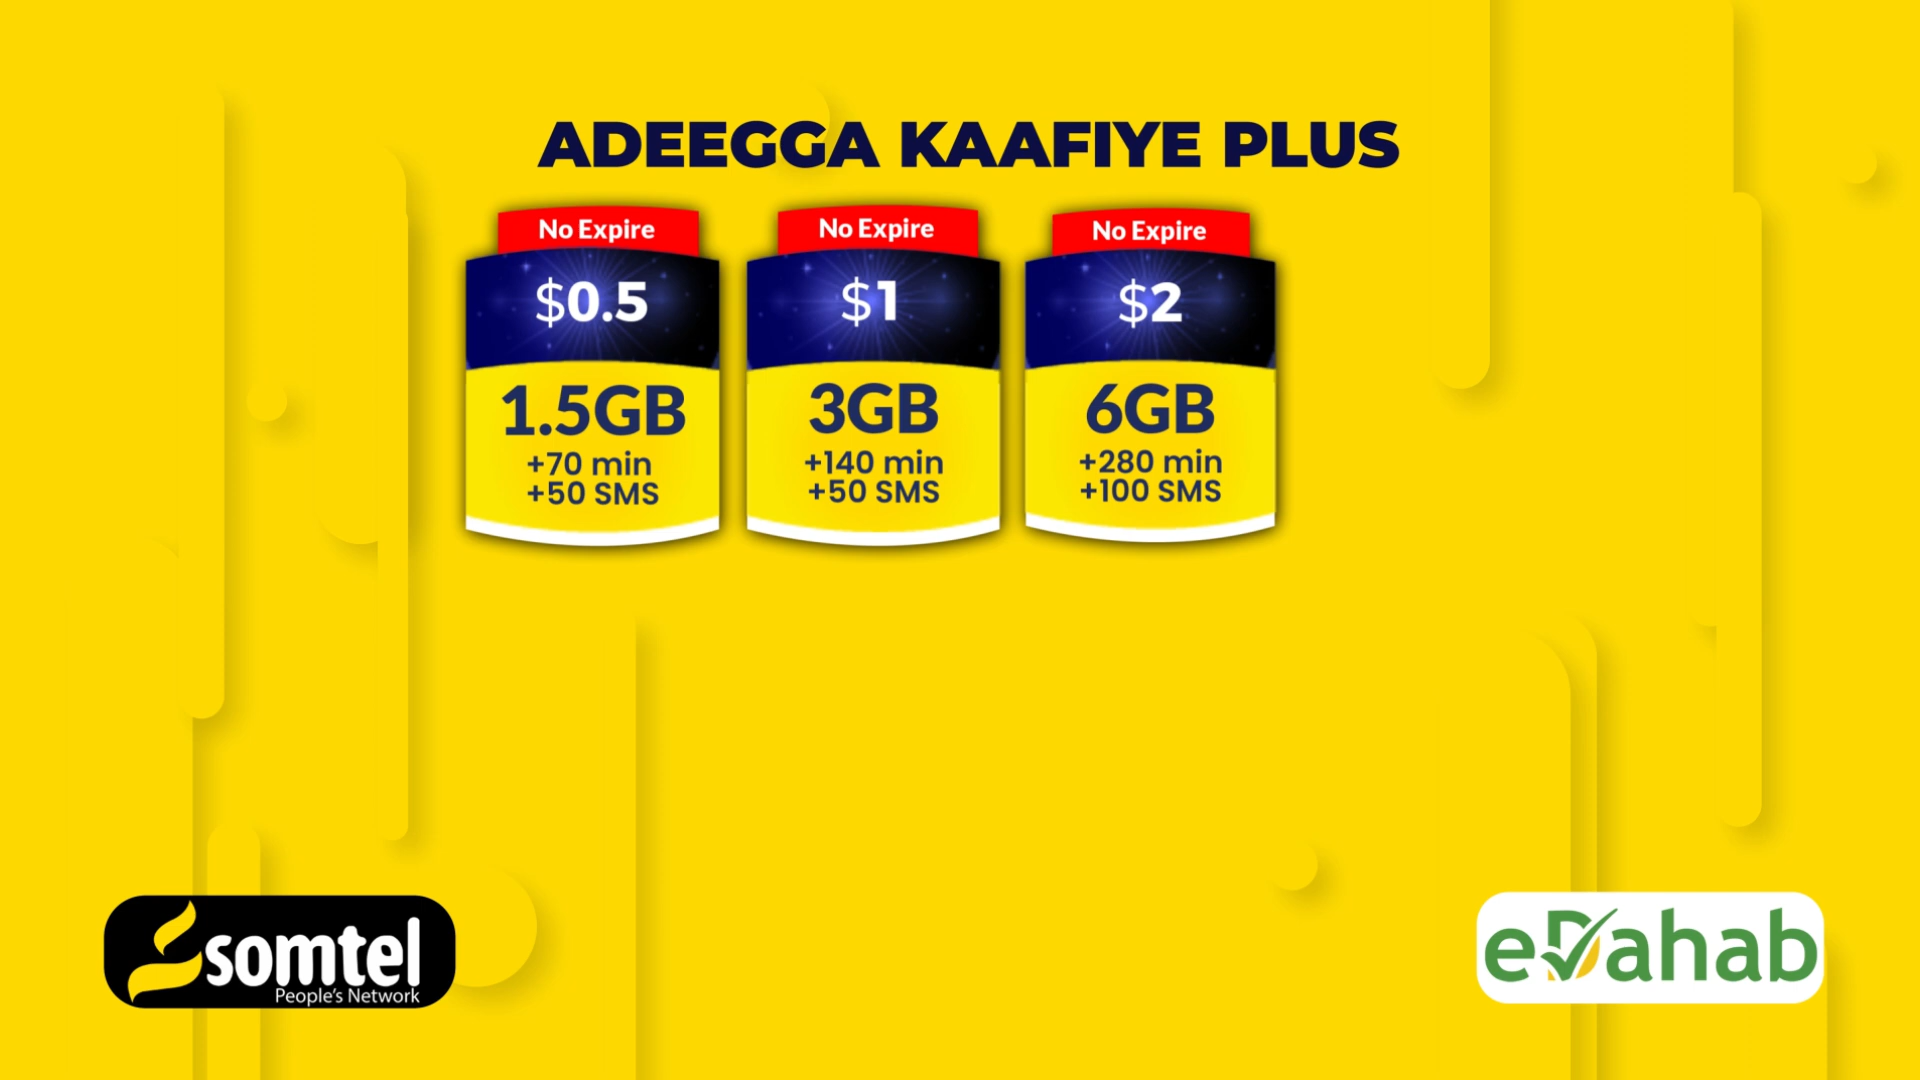 ADEEGGA KAAFIYE PLUS
No Expire
$0.5
1.5GB
+70 min
+50 SMS
No Expire
$1
3GB
+140 min
+50 SMS
No Expire
$2
6GB
+280 min
+100 SMS
somtel
People's Network
eDahab